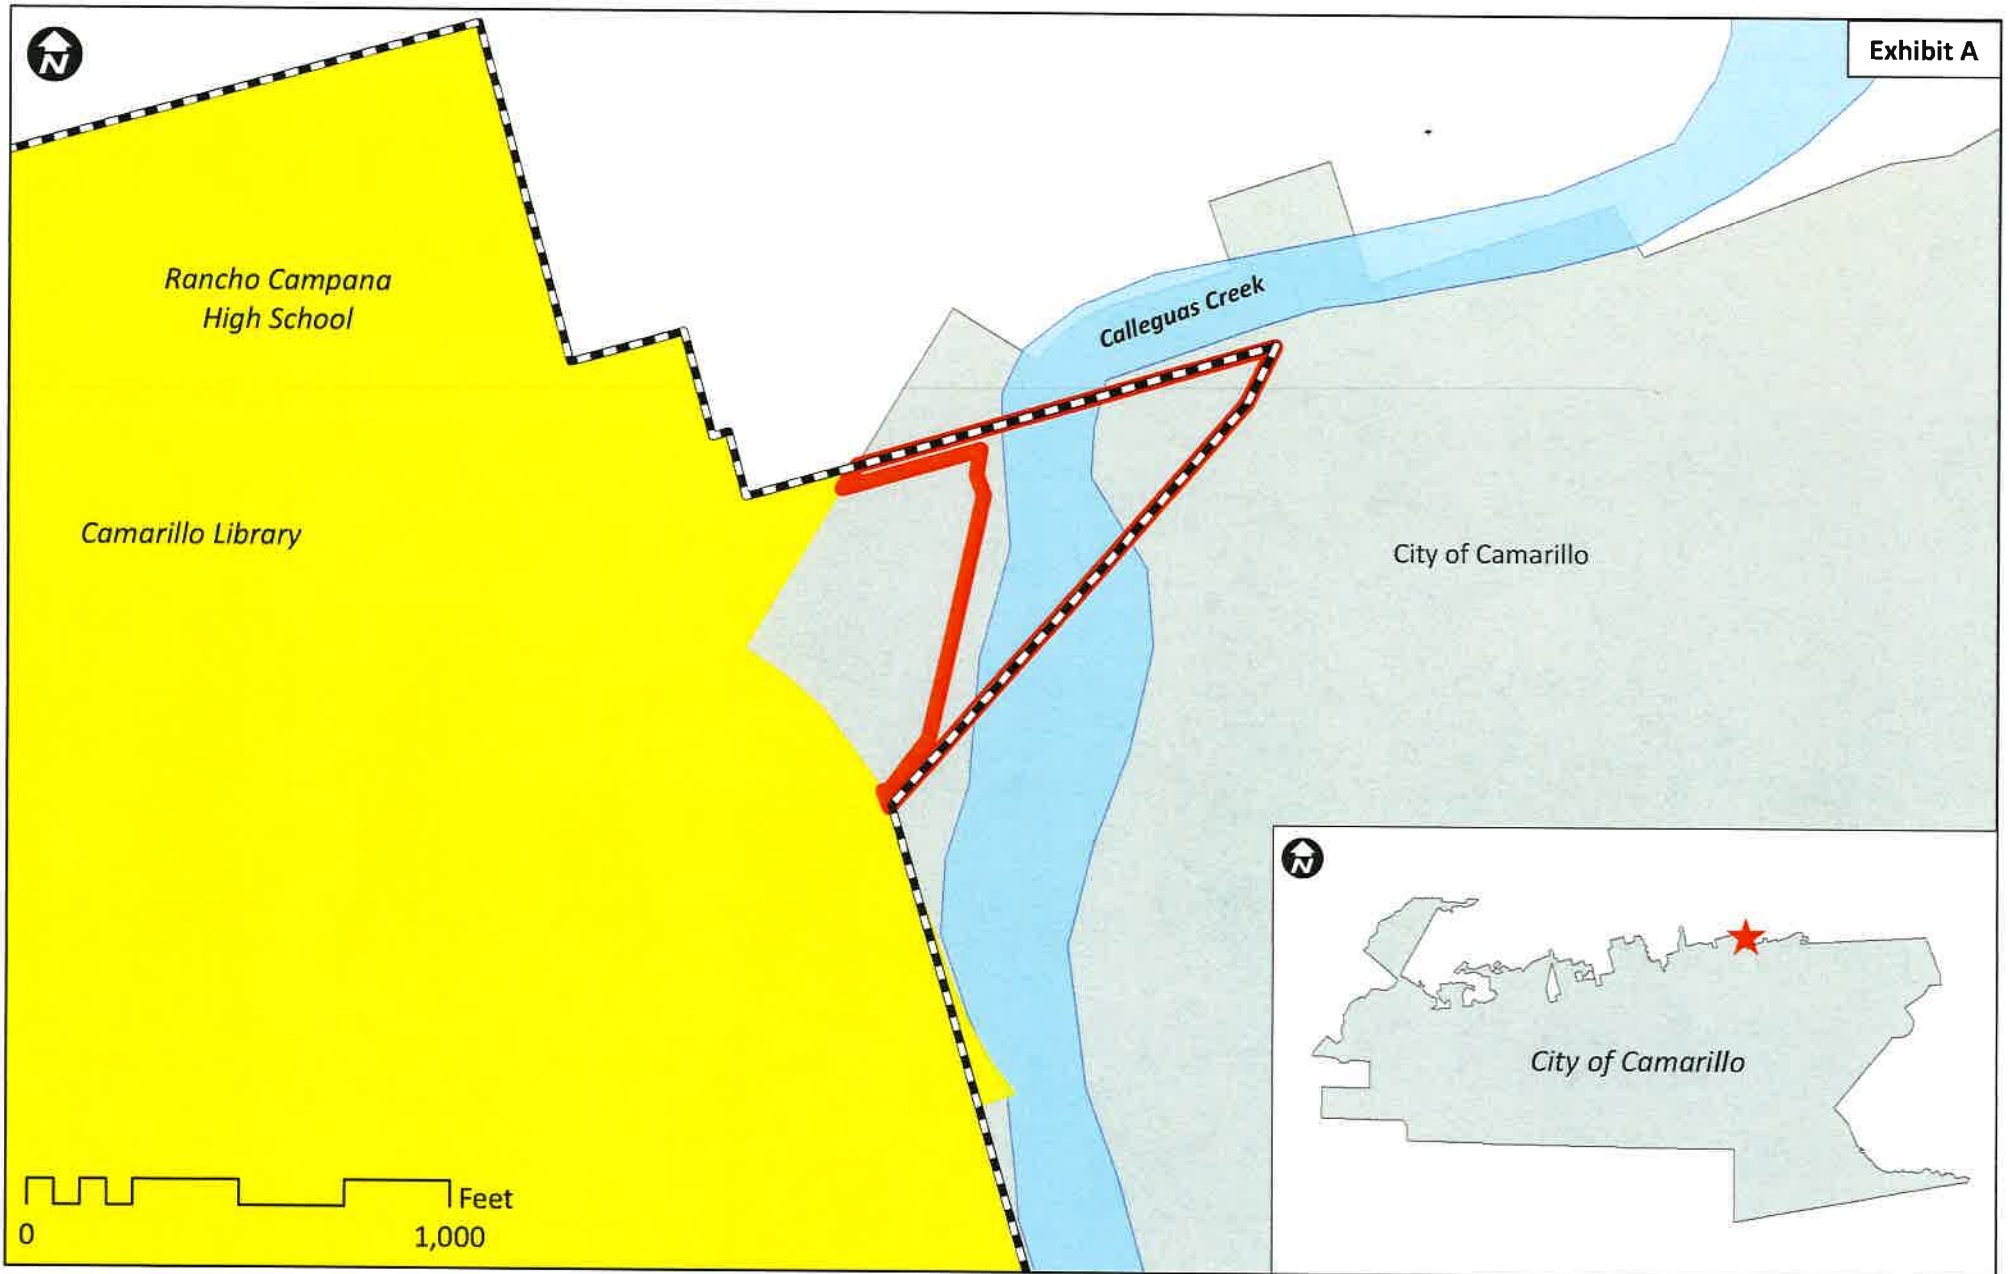 N
Exhibit A
Rancho Campana
High School
Calleguas Creek
Camarillo Library
City of Camarillo
N
City of Camarillo
Feet
0
1,000